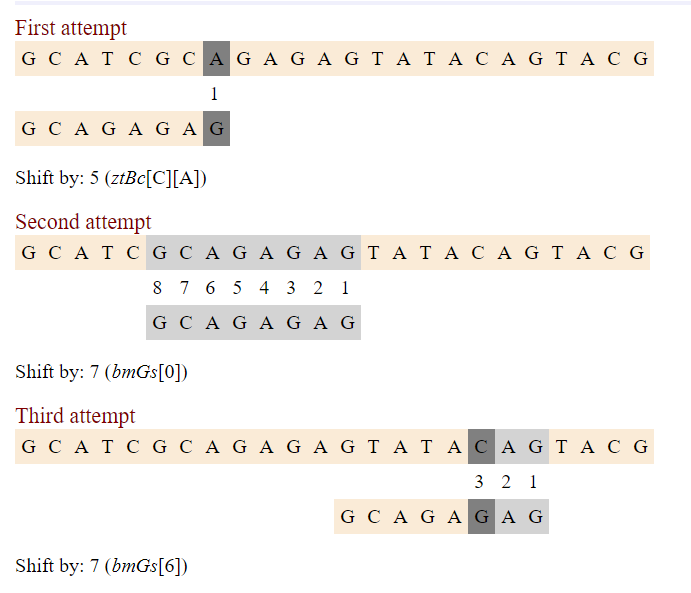 First attempt
G C A T C G C A G A G A G T A T A C A G T A C G
1
G C A G A G A G
Shift by: 5 (ztBc[C][A])
Second attempt
G C A T C G C A G A G A G T A T A C A G T A C G
8 7 6 5 4 3 2 1
G C A G A G A G
Shift by: 7 (bmGs[0])
Third attempt
G C A T C G C A G A G A G T A T A C A G T A C G
3 2 1
G C A G A G A G
Shift by: 7 (bmGs[6])